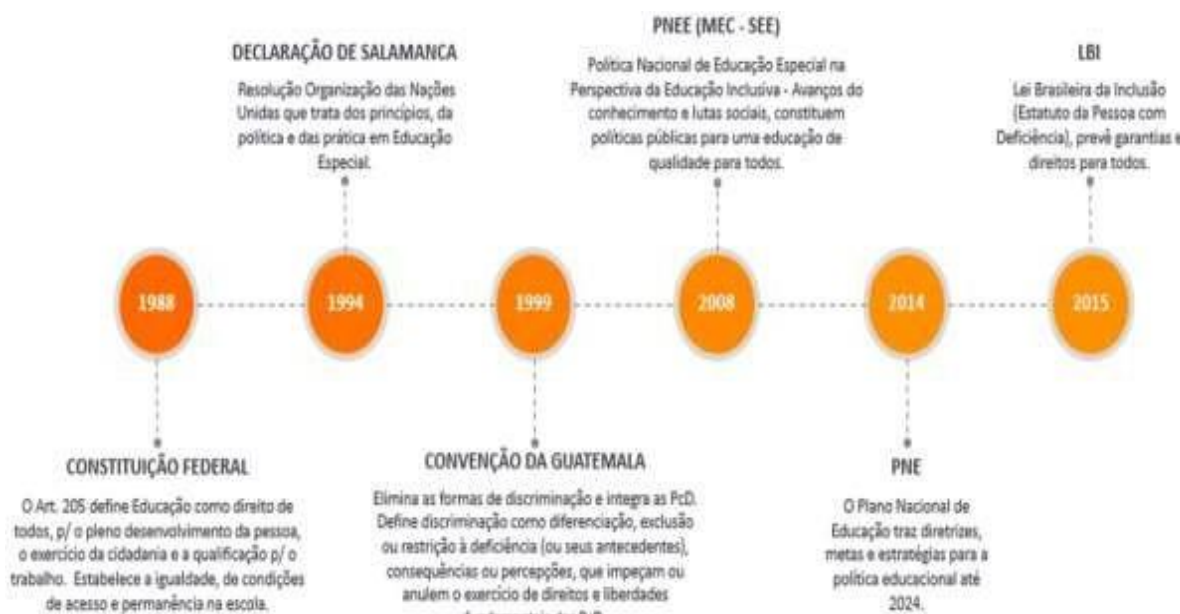 DECLARAÇÃO DE SALAMANCA
Resolução Organização das Nações
Unidas que trata dos princípios, da
política e das prática em Educação
Especial.
PNEE (MEC - SEE)
Política Nacional de Educação Especial na
Perspectiva da Educação Inclusiva - Avanços do
conhecimento e lutas sociais, constituem
políticas públicas para uma educação de
qualidade para todos.
LBI
Lei Brasileira da Inclusão
(Estatuto da Pessoa com
Deficiência), prevê garantias e
direitos para todos.
1988
1994
1999
2008
2014
2015
CONSTITUIÇÃO FEDERAL
O Art. 205 define Educação como direito de
todos, p/ o pleno desenvolvimento da pessoa,
o exercício da cidadania e a qualificação p/ o
trabalho. Estabelece a igualdade, de condições
de acesso e permanência na escola.
CONVENÇÃO DA GUATEMALA
Elimina as formas de discriminação e integra as PcD.
Define discriminação como diferenciação, exclusão
ou restrição à deficiência (ou seus antecedentes),
consequências ou percepções, que impeçam ou
anulem o exercício de direitos e liberdades
PNE
O Plano Nacional de
Educação traz diretrizes,
metas e estratégias para a
política educacional até
2024.